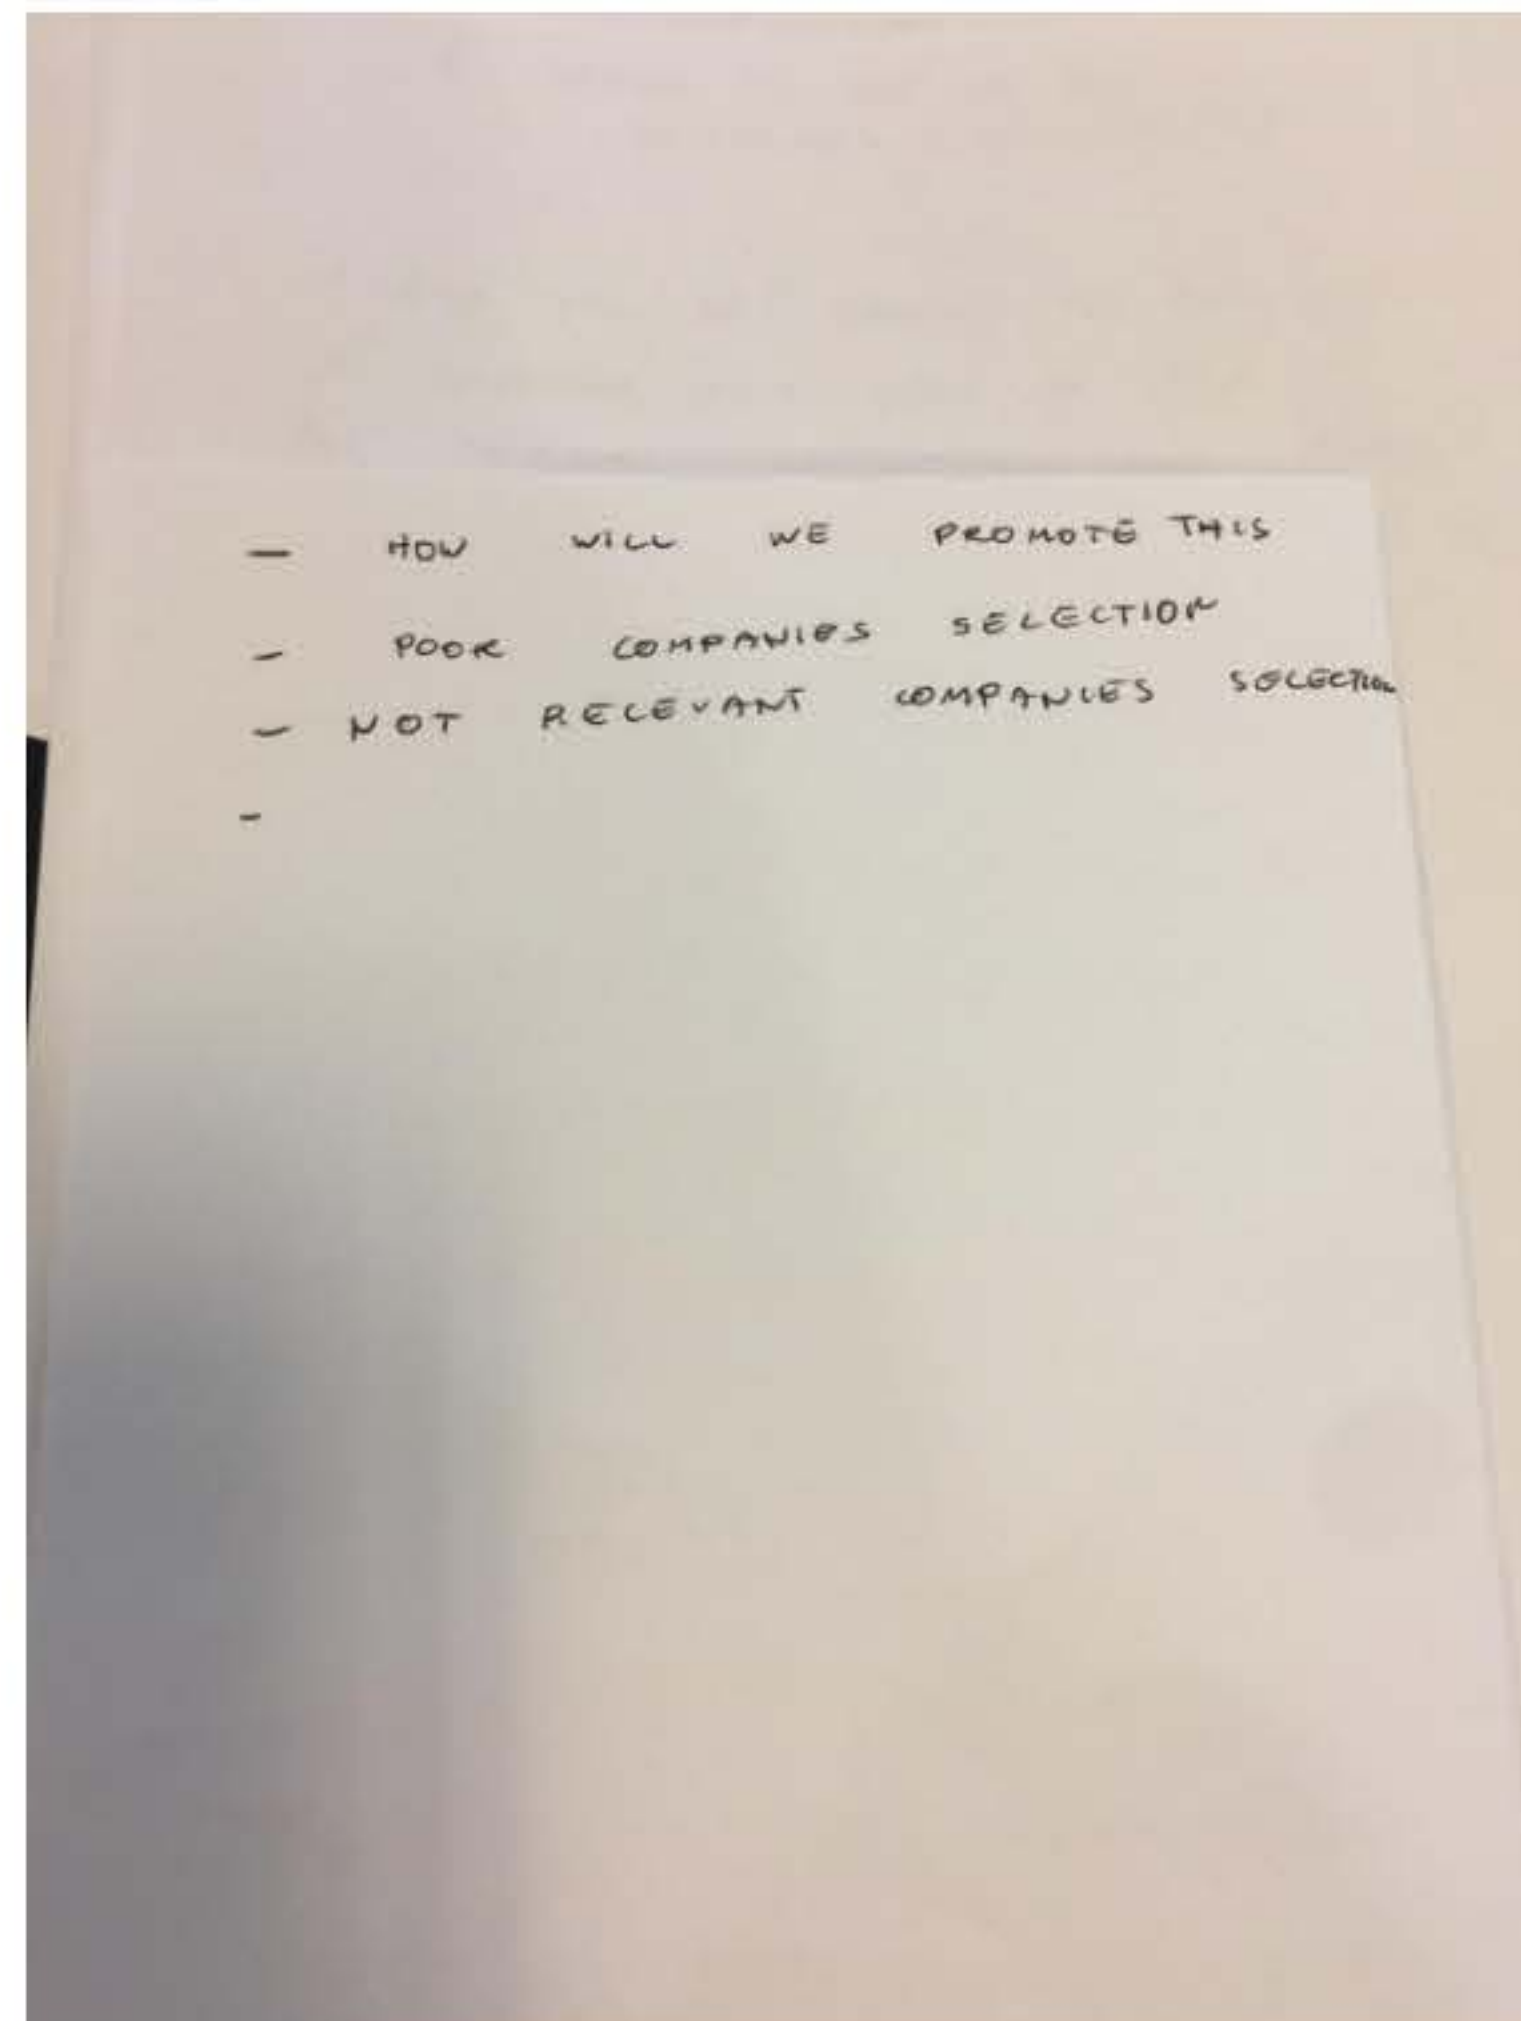 — HOW WILL WE PROMOTE THIS
- POOR COMPANIES SELECTION
- NOT RELEVANT COMPANIES SELECTION
-